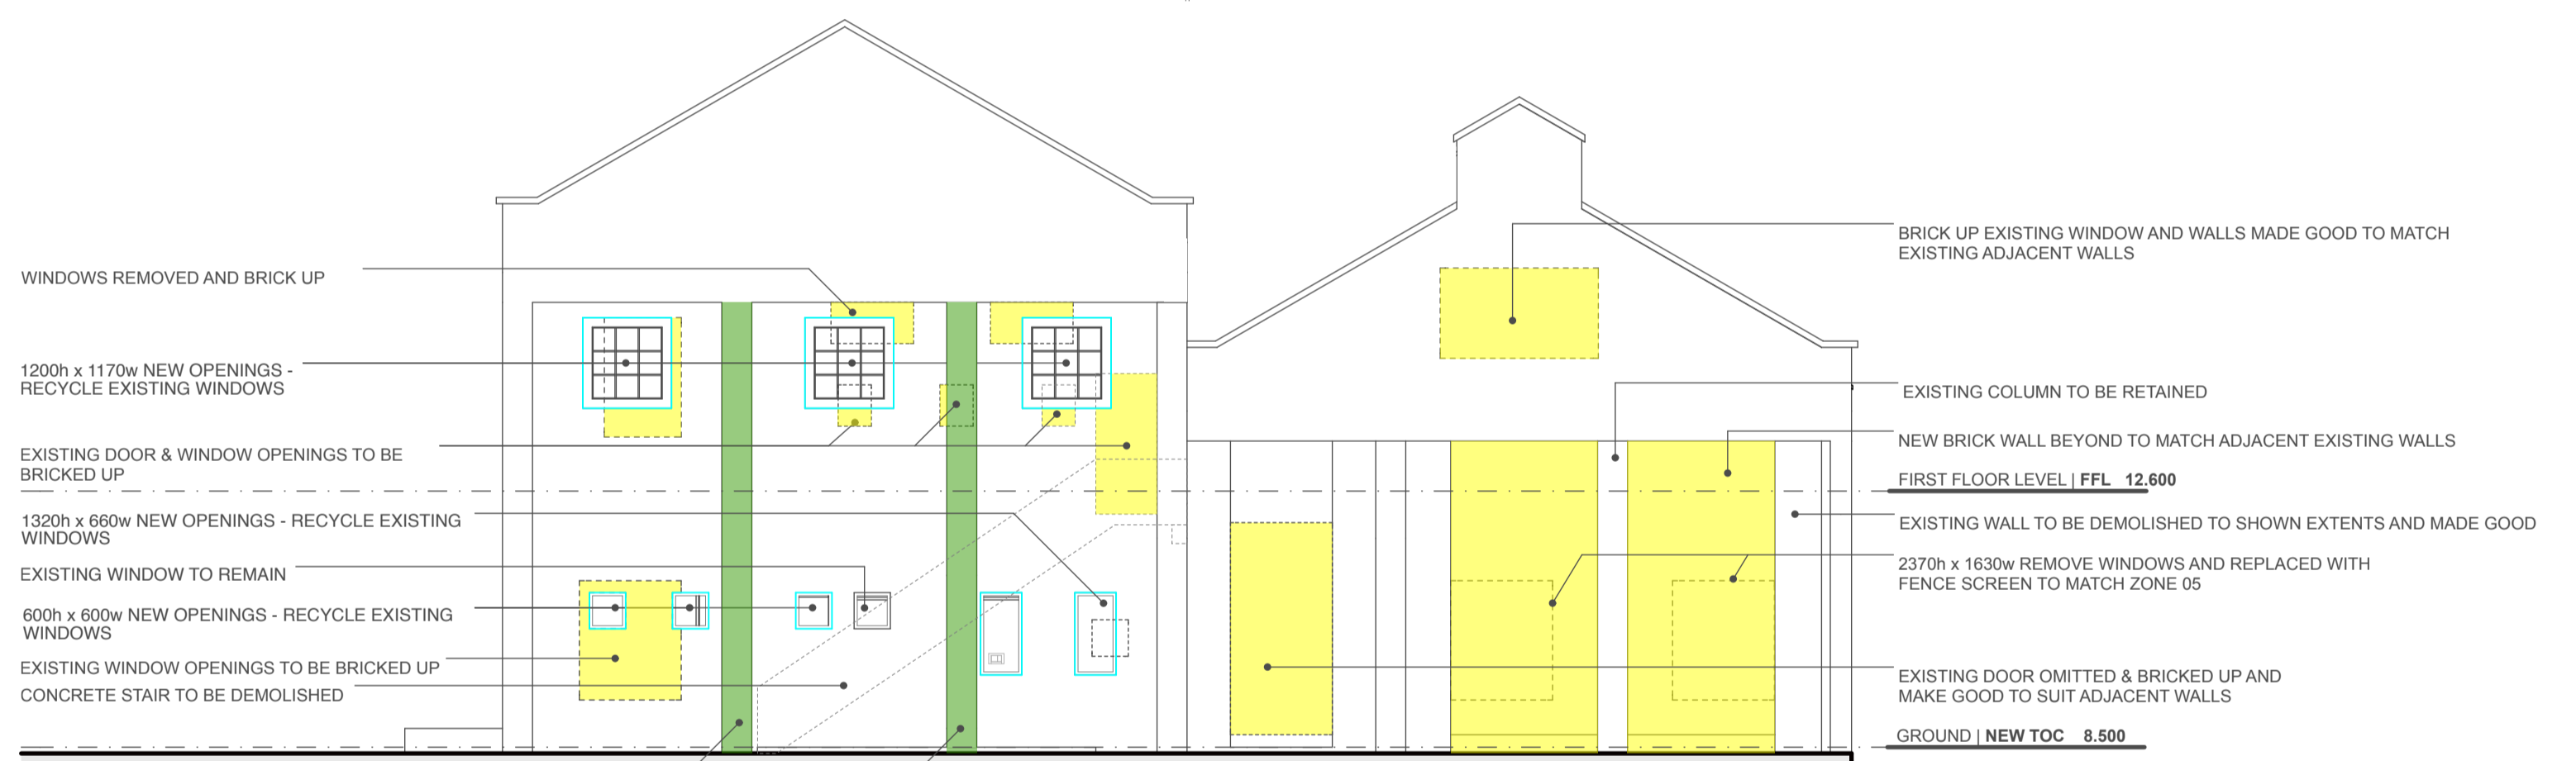 WINDOWS REMOVED AND BRICK UP
1200h x 1170w NEW OPENINGS -
RECYCLE EXISTING WINDOWS
EXISTING DOOR & WINDOW OPENINGS TO BE
BRICKED UP
1320h x 660w NEW OPENINGS - RECYCLE EXISTING
WINDOWS
EXISTING WINDOW TO REMAIN
600h x 600w NEW OPENINGS - RECYCLE EXISTING
WINDOWS
EXISTING WINDOW OPENINGS TO BE BRICKED UP
CONCRETE STAIR TO BE DEMOLISHED
BRICK UP EXISTING WINDOW AND WALLS MADE GOOD TO MATCH
EXISTING ADJACENT WALLS
EXISTING COLUMN TO BE RETAINED
NEW BRICK WALL BEYOND TO MATCH ADJACENT EXISTING WALLS
FIRST FLOOR LEVEL | FFL 12.600
EXISTING WALL TO BE DEMOLISHED TO SHOWN EXTENTS AND MADE GOOD
2370h x 1630w REMOVE WINDOWS AND REPLACED WITH
FENCE SCREEN TO MATCH ZONE 05
EXISTING DOOR OMITTED & BRICKED UP AND
MAKE GOOD TO SUIT ADJACENT WALLS
GROUND | NEW TOC 8.500